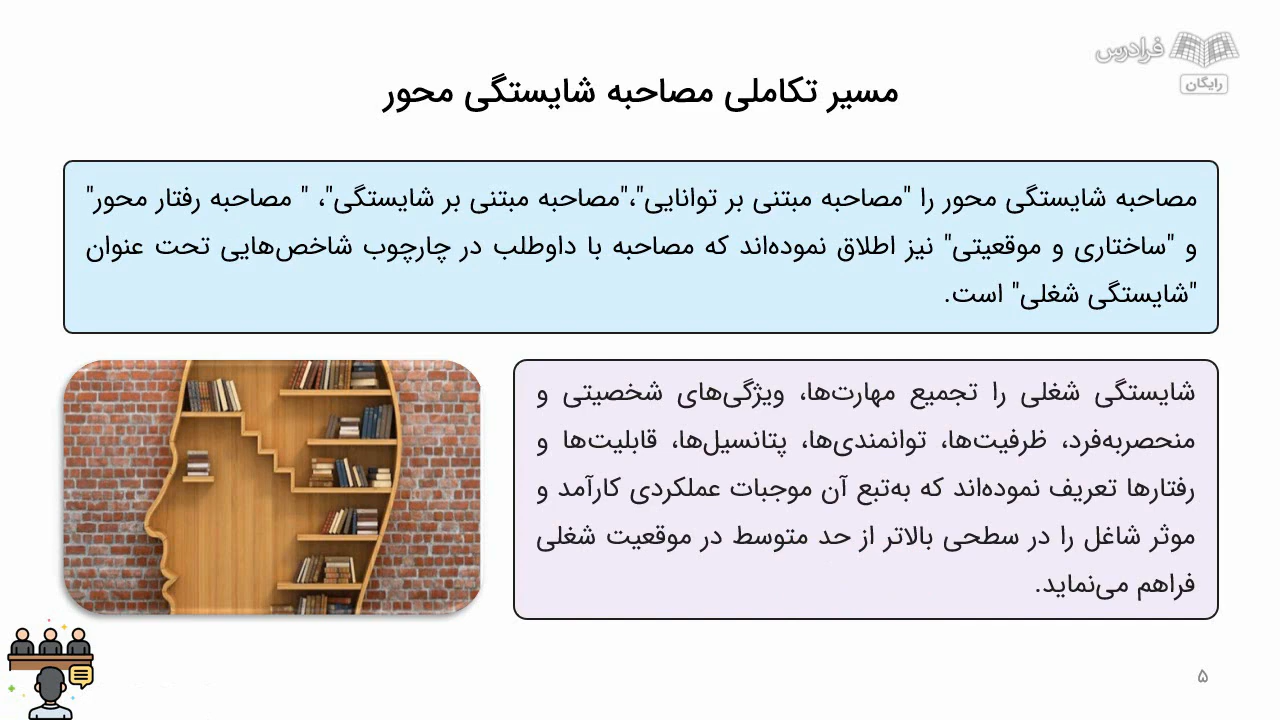 فرادرس
رایگان
مسیر تکاملی مصاحبه شایستگی محور
مصاحبه شایستگی محور را "مصاحبه مبتنی بر توانایی"،"مصاحبه مبتنی بر شایستگی"، " مصاحبه رفتار محور"
و "ساختاری و موقعیتی" نیز اطلاق نموده‌اند که مصاحبه با داوطلب در چارچوب شاخص‌هایی تحت عنوان
"شایستگی شغلی" است.
شایستگی شغلی را تجمیع مهارت‌ها، ویژگی‌های شخصیتی و
منحصربه‌فرد، ظرفیت‌ها، توانمندی‌ها، پتانسیل‌ها، قابلیت‌ها و
رفتارها تعریف نموده‌اند که به‌تبع آن موجبات عملکردی کارآمد و
موثر شاغل را در سطحی بالاتر از حد متوسط در موقعیت شغلی
فراهم می‌نماید.
۵